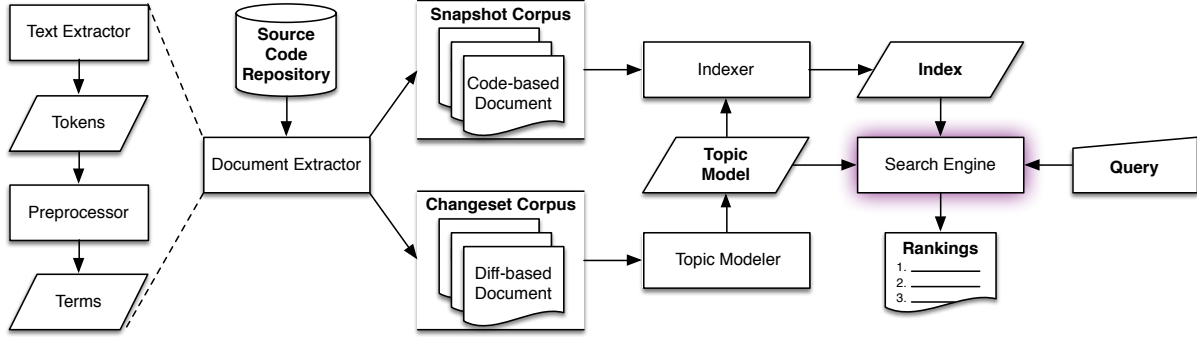 Text Extractor
Tokens
Preprocessor
Terms
Source
Code
Repository
Document Extractor
Snapshot Corpus
Code-based
Document
Changeset Corpus
Diff-based
Document
Indexer
Topic
Model
Topic Modeler
Index
Search Engine
Query
Rankings
1.
2.
3.